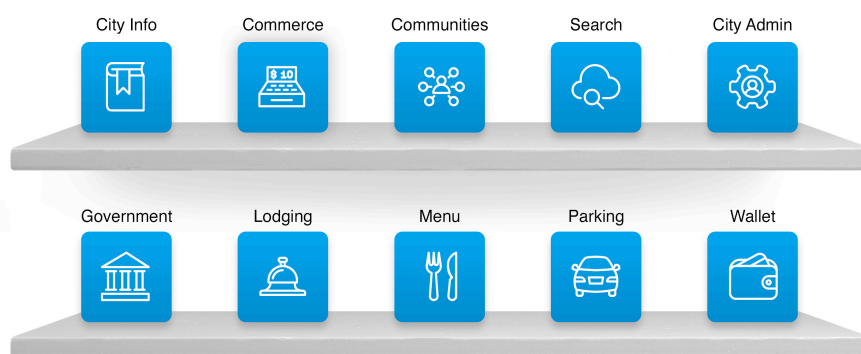 City Info
Commerce
Communities
Search
City Admin
$ 10
Government
Lodging
Menu
Parking
Wallet